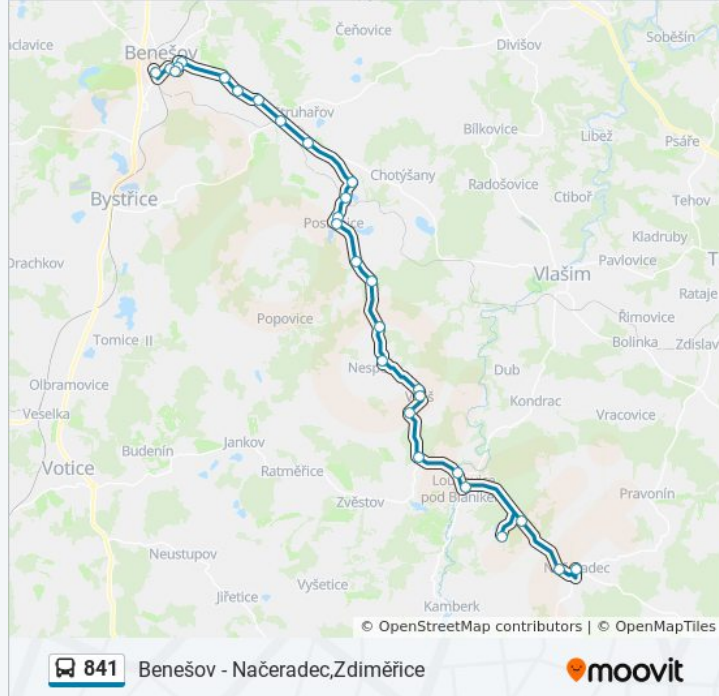 adlavice
Čeňovice
Soběšín
Benešov
Divišov
Struhařov
Bílkovice
Libež
Psáře
Chotýšany
Radošovice
Ctiboř
Tehov
Bystřice
Kladruby
Drachkov
Vlašim
Pavlovice
T
Rataje
Popovice
Římovice
Tomice II
Bolinka
Zdislav
Dub
Olbramovice
Kondrac
Veselka
Vracovice
Jankov
Budenín
Votice
Ratměřice
pod Blaníkem
Pravonín
Zvěstov
Neustupov
Načeradec
Vyšetice
Jiřetice
Kamberk
© OpenStreetMap contributors | © OpenMapTiles
841 Benešov - Načeradec,Zdiměřice
moovit